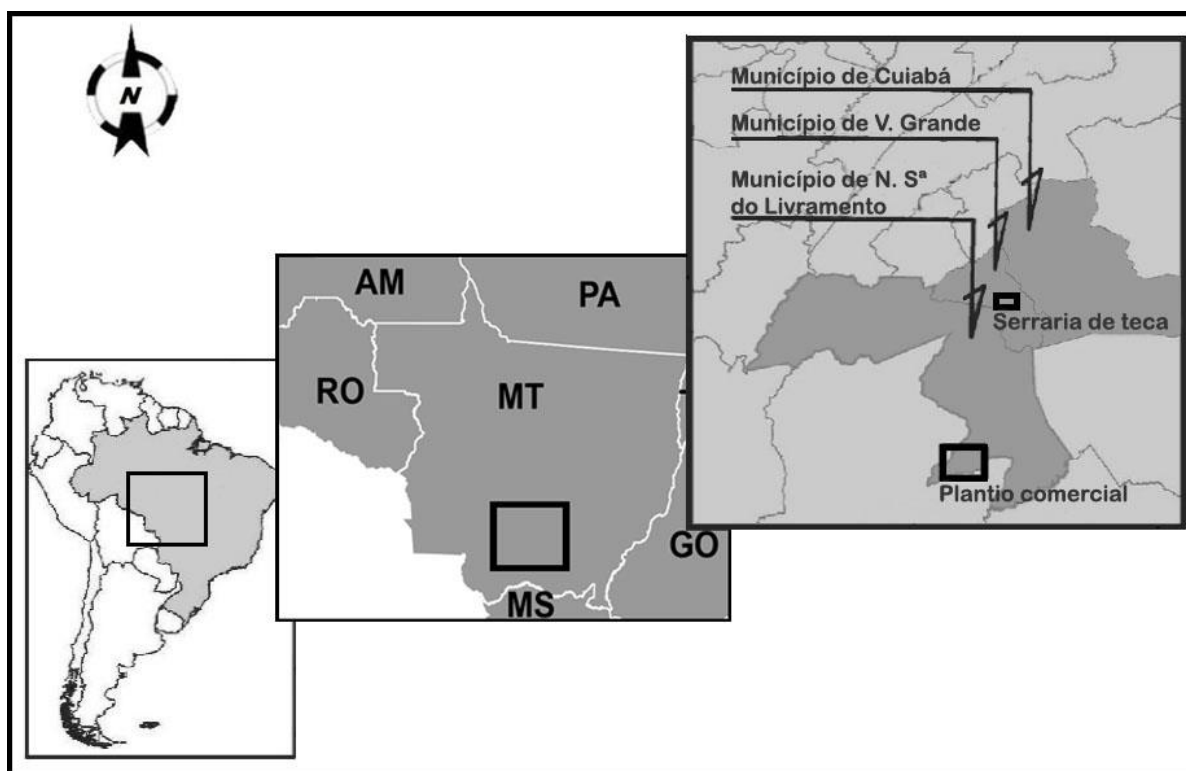 N
Município de Cuiabá
Município de V. Grande
Município de N. Sª
do Livramento
Serraria de teca
Plantio comercial
AM
PA
RO
MT
GO
MS